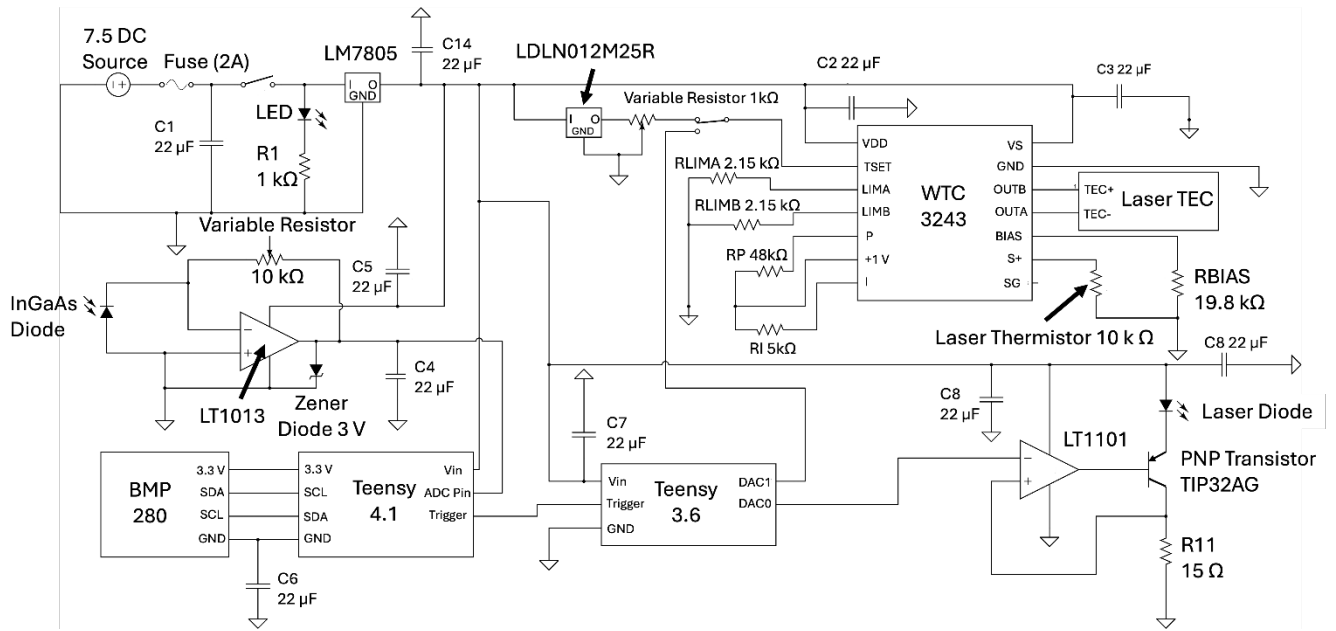 7.5 DC
Source
Fuse (2A)
LM7805
C14
22 µF
LDLN012M25R
C2 22 µF
C3 22 µF
LED
C1
22 µF
R1
1 kΩ
I O
GND
I O
GND
Variable Resistor 1kΩ
VDD
TSET
LIMA
LIMB
P
+1 V
I
WTC
3243
VS
GND
OUTB
OUTA
BIAS
S+
SG
1
TEC+
TEC-
Laser TEC
RLIMA 2.15 kΩ
RLIMB 2.15 kΩ
RP 48kΩ
RI 5kΩ
RBIAS
19.8 kΩ
Laser Thermistor 10 k Ω
Variable Resistor
10 kΩ
C5
22 µF
InGaAs
Diode
LT1013
Zener
Diode 3 V
C4
22 µF
C7
22 µF
C8 22 µF
C8
22 µF
LT1101
Laser Diode
PNP Transistor
TIP32AG
R11
15 Ω
BMP
280
3.3 V
SDA
SCL
GND
3.3 V
SCL
SDA
GND
Teensy
4.1
Vin
ADC Pin
Trigger
C6
22 µF
Vin
Trigger
GND
Teensy
3.6
DAC1
DAC0